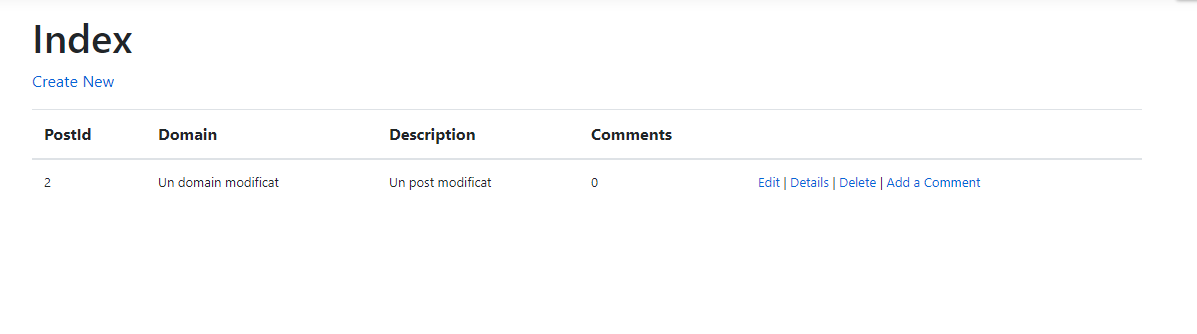 Index
Create New
PostId Domain Description Comments
2 Un domain modificat Un post modificat 0 Edit | Details | Delete | Add a Comment